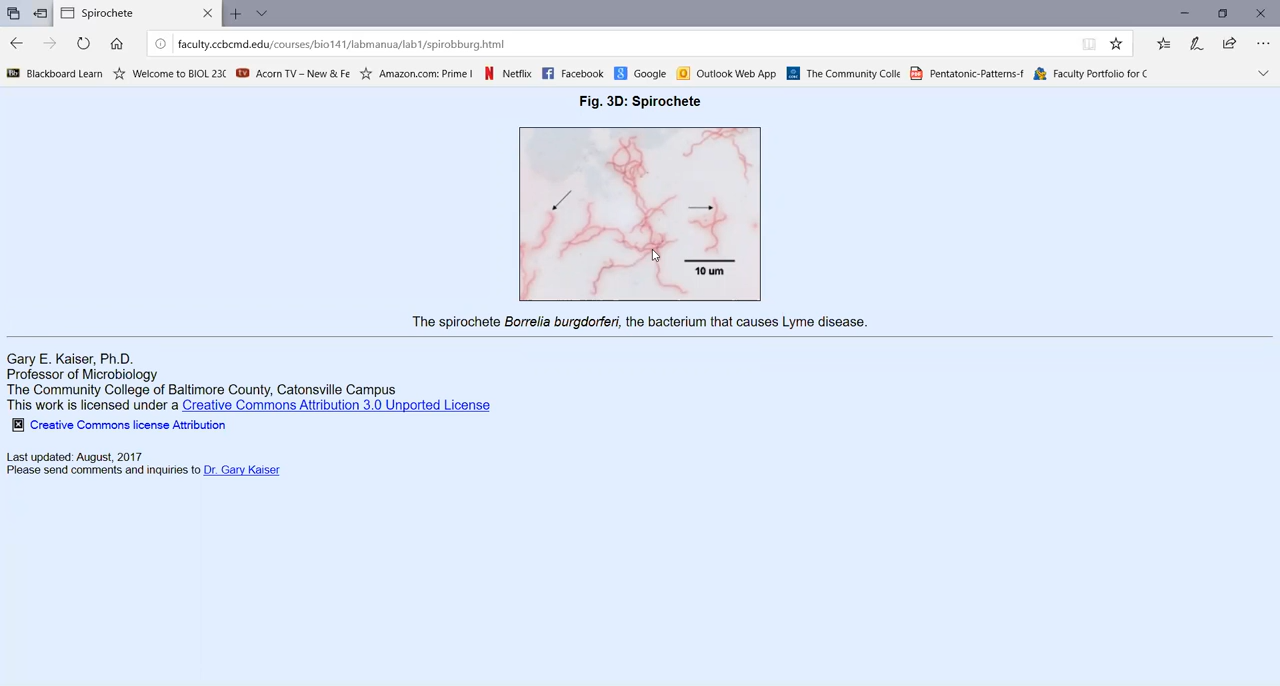 Spirochete
faculty.ccbcmd.edu/courses/bio141/labmanua/lab1/spirobburg.html
Blackboard Learn Welcome to BIOL 230 Acorn TV – New & Fe Amazon.com: Prime I Netflix Facebook Google Outlook Web App The Community Colle Pentatonic-Patterns-f Faculty Portfolio for C
Fig. 3D: Spirochete
10 um
The spirochete Borrelia burgdorferi, the bacterium that causes Lyme disease.
Gary E. Kaiser, Ph.D.
Professor of Microbiology
The Community College of Baltimore County, Catonsville Campus
This work is licensed under a Creative Commons Attribution 3.0 Unported License
Creative Commons license Attribution
Last updated: August, 2017
Please send comments and inquiries to Dr. Gary Kaiser